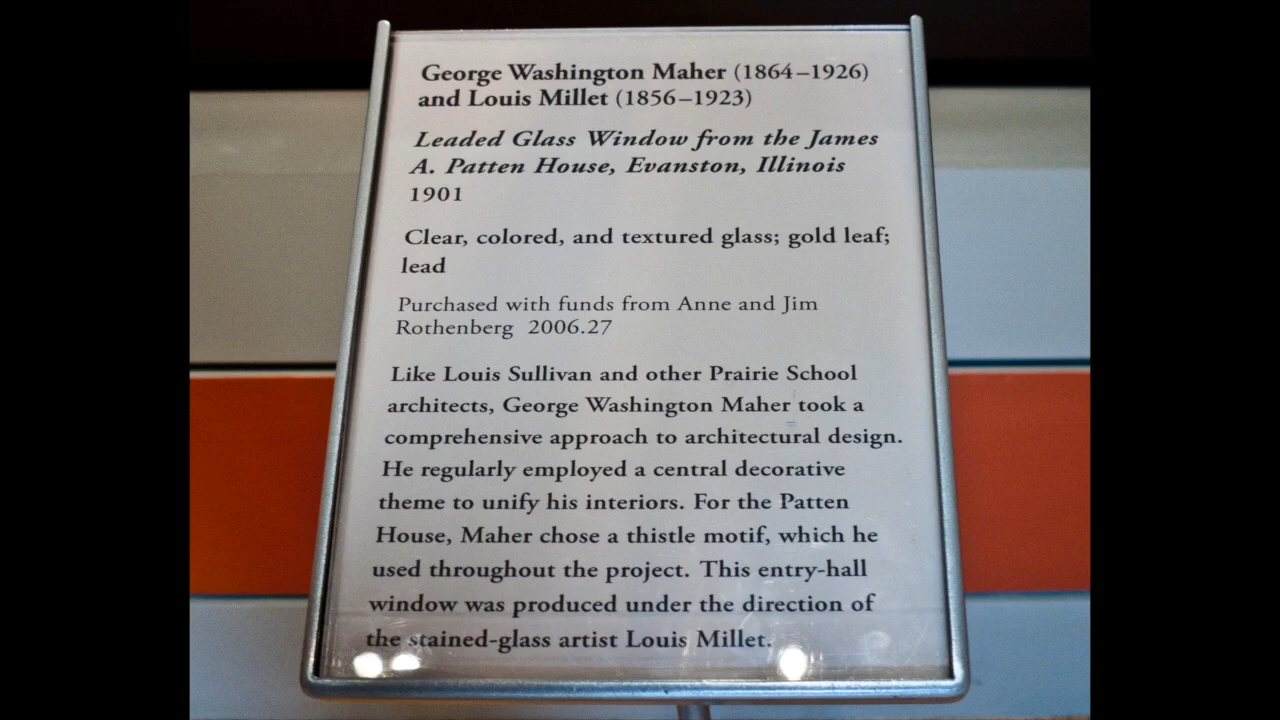 George Washington Maher (1864–1926)
and Louis Millet (1856–1923)
Leaded Glass Window from the James
A. Patten House, Evanston, Illinois
1901
Clear, colored, and textured glass; gold leaf;
lead
Purchased with funds from Anne and Jim
Rothenberg 2006.27
Like Louis Sullivan and other Prairie School
architects, George Washington Maher took a
comprehensive approach to architectural design.
He regularly employed a central decorative
theme to unify his interiors. For the Patten
House, Maher chose a thistle motif, which he
used throughout the project. This entry-hall
window was produced under the direction of
the stained-glass artist Louis Millet.